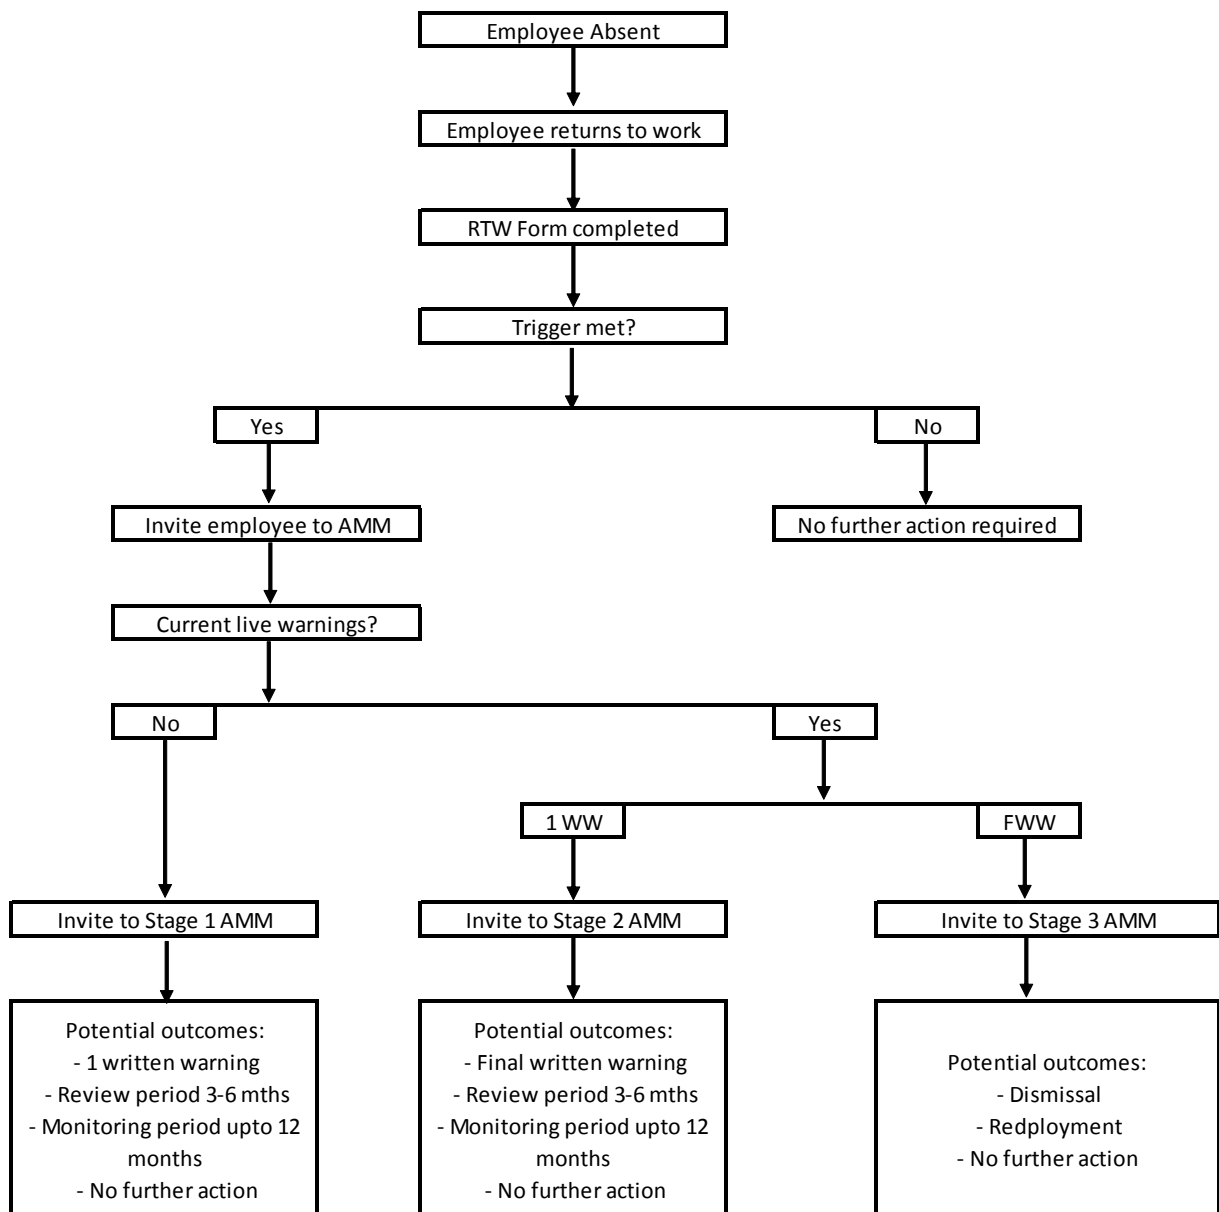 Employee Absent
Employee returns to work
RTW Form completed
Trigger met?
Yes
No
Invite employee to AMM
No further action required
Current live warnings?
No
Yes
1 WW
FWW
Invite to Stage 1 AMM
Invite to Stage 2 AMM
Invite to Stage 3 AMM
Potential outcomes:
- 1 written warning
- Review period 3-6 mths
- Monitoring period upto 12
months
- No further action
Potential outcomes:
- Final written warning
- Review period 3-6 mths
- Monitoring period upto 12
months
- No further action
Potential outcomes:
- Dismissal
- Redployment
- No further action